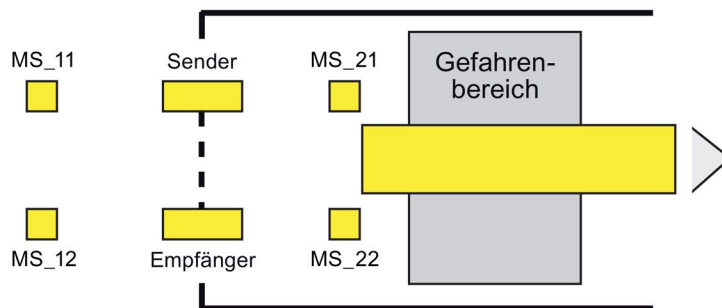 MS_11
Sender
MS_21
Gefahren-
bereich
MS_12
Empfänger
MS_22